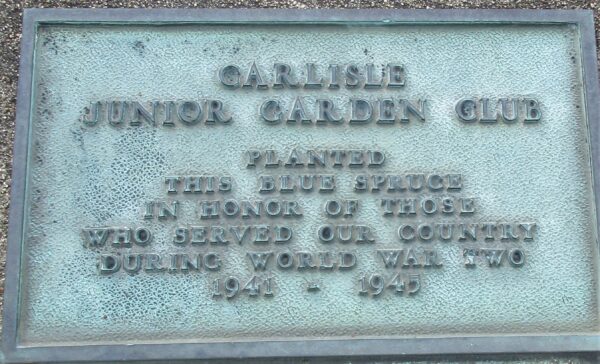 CARLISLE
JUNIOR GARDEN CLUB
PLANTED
THIS BLUE SPRUCE
IN HONOR OF THOSE
WHO SERVED OUR COUNTRY
DURING WORLD WAR TWO
1941 - 1945